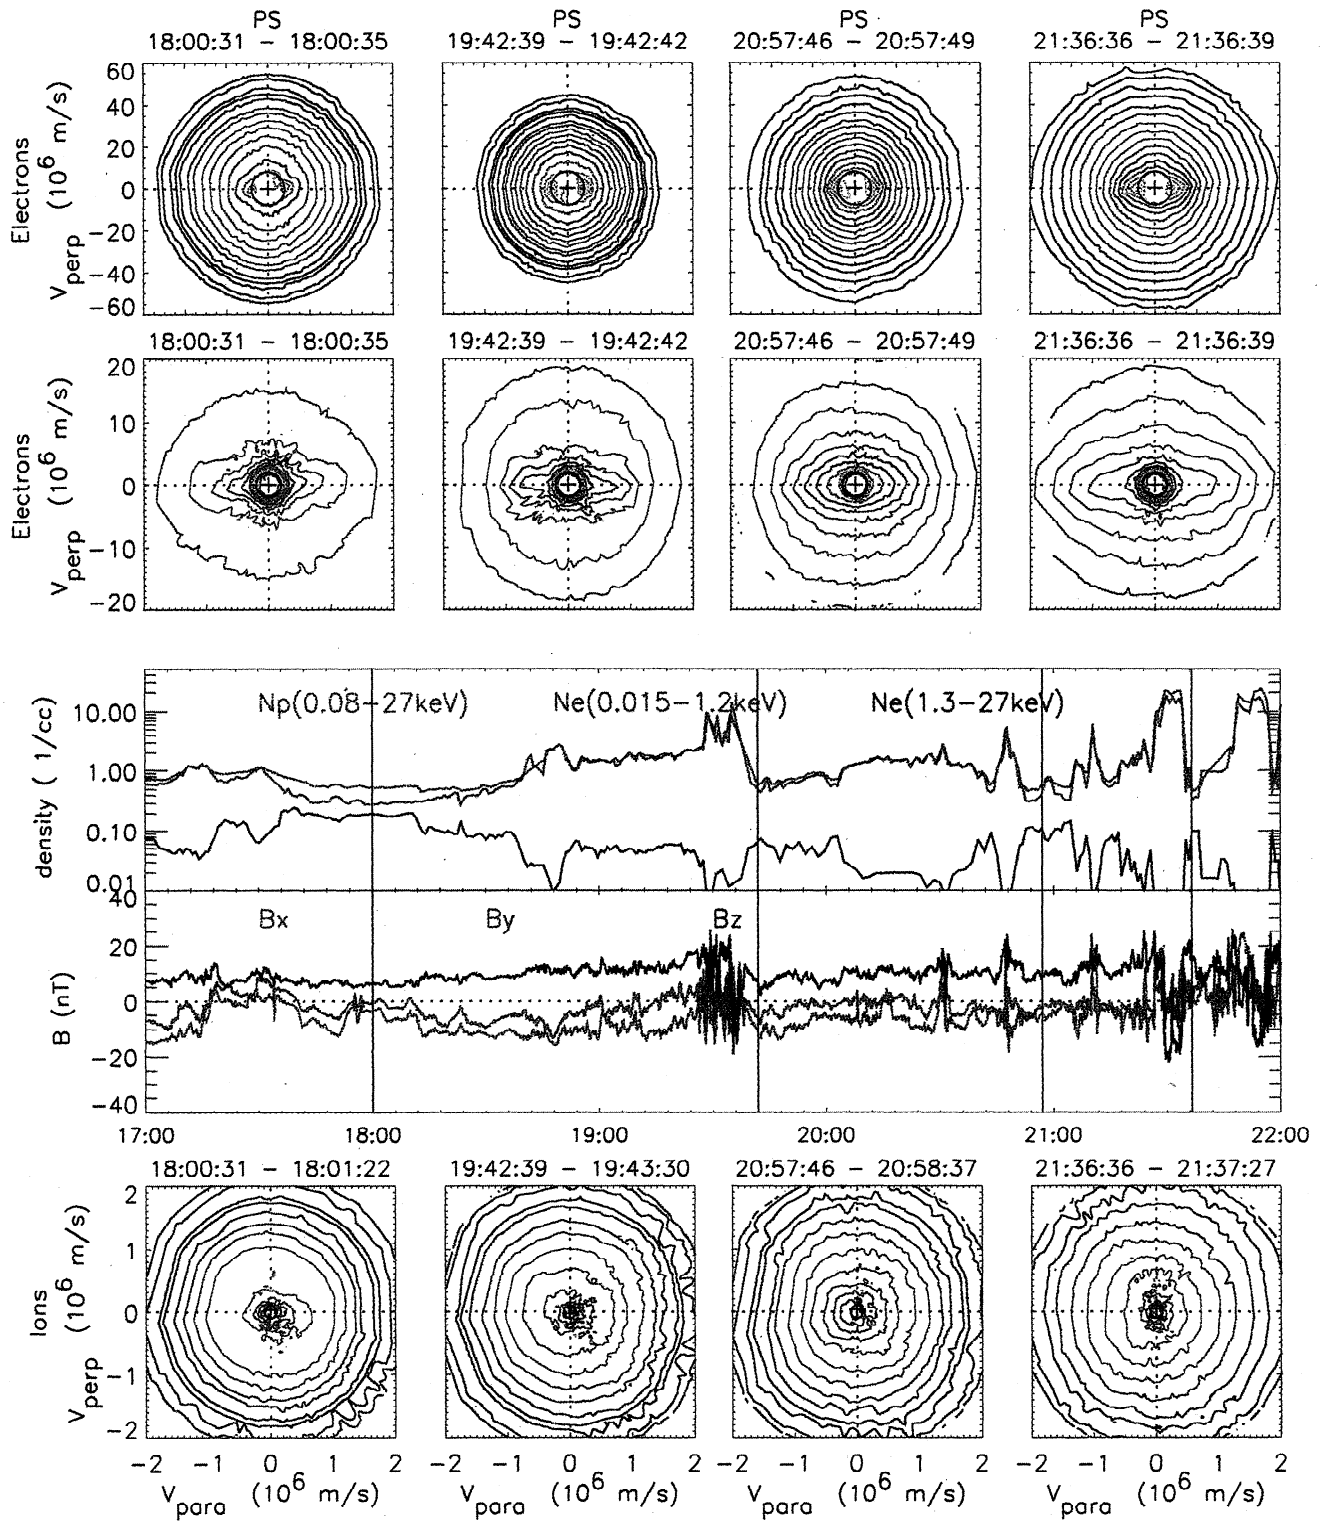 PS PS PS PS
18:00:31 − 18:00:35 19:42:39 − 19:42:42 20:57:46 − 20:57:49 21:36:36 − 21:36:39
60
40
20
0
−20
−40
−60
Electrons
Vperp (10^6 m/s)
18:00:31 − 18:00:35 19:42:39 − 19:42:42 20:57:46 − 20:57:49 21:36:36 − 21:36:39
20
10
0
−10
−20
Electrons
Vperp (10^6 m/s)
Np(0.08−27keV) Ne(0.015−1.2keV) Ne(1.3−27keV)
10.00
1.00
0.10
0.01
density ( 1/cc)
Bx By Bz
40
20
0
−20
−40
B (nT)
17:00 18:00 19:00 20:00 21:00 22:00
18:00:31 − 18:01:22 19:42:39 − 19:43:30 20:57:46 − 20:58:37 21:36:36 − 21:37:27
2
1
0
−1
−2
Ions
Vperp (10^6 m/s)
−2 −1 0 1 2 −2 −1 0 1 2 −2 −1 0 1 2 −2 −1 0 1 2
Vpara (10^6 m/s) Vpara (10^6 m/s) Vpara (10^6 m/s) Vpara (10^6 m/s)